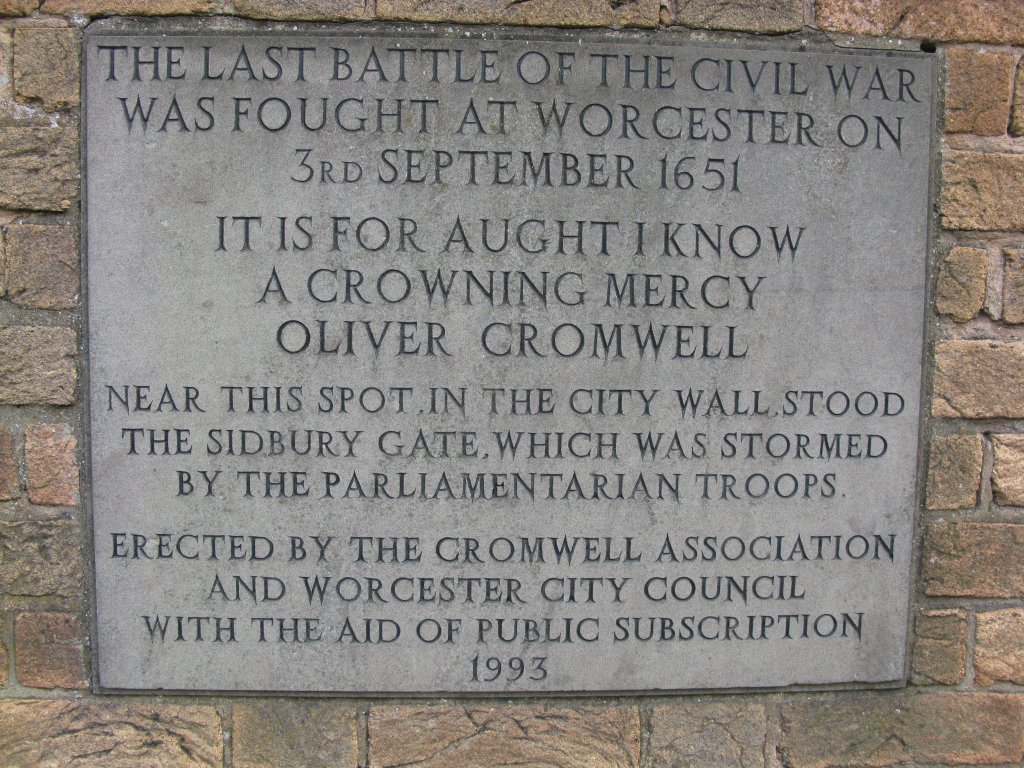 THE LAST BATTLE OF THE CIVIL WAR
WAS FOUGHT AT WORCESTER ON
3RD SEPTEMBER 1651
IT IS FOR AUGHT I KNOW
A CROWNING MERCY
OLIVER CROMWELL
NEAR THIS SPOT, IN THE CITY WALL, STOOD
THE SIDBURY GATE, WHICH WAS STORMED
BY THE PARLIAMENTARIAN TROOPS.
ERECTED BY THE CROMWELL ASSOCIATION
AND WORCESTER CITY COUNCIL
WITH THE AID OF PUBLIC SUBSCRIPTION
1993